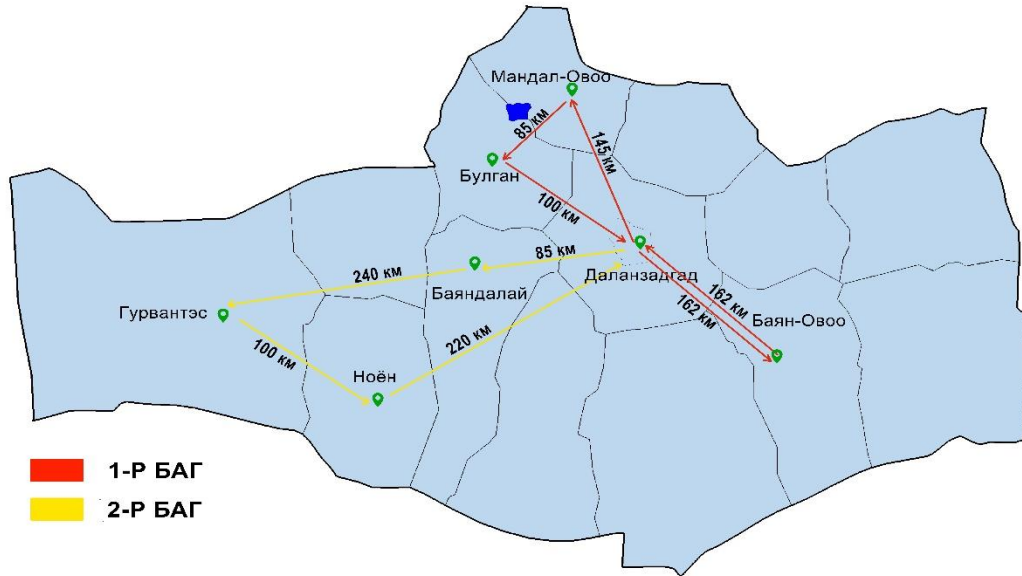 Мандал-Овоо
85 км
145 км
Булган
100 км
85 км
Даланзадгад
240 км
Баяндалай
162 км
162 км
Баян-Овоо
Гурвантэс
220 км
100 км
Ноён
1-Р БАГ
2-Р БАГ